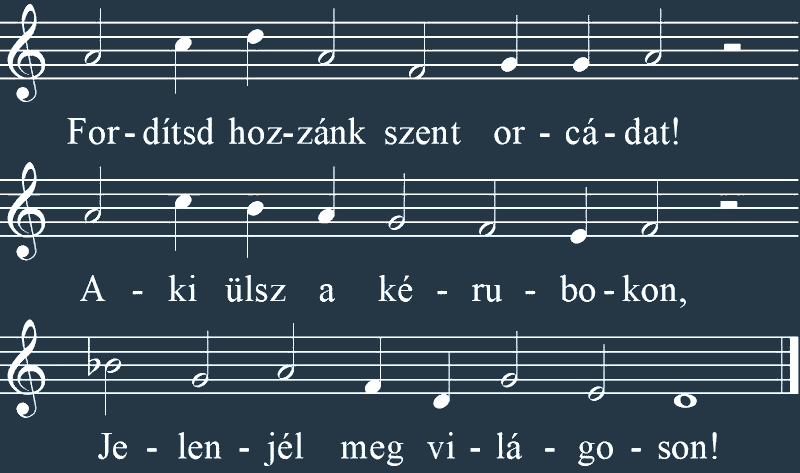 For-dítsd hoz-zánk szent or - cá - dat!
A - ki ülsz a ké - ru - bo - kon,
Je - len - jél meg vi - lá - go - son!